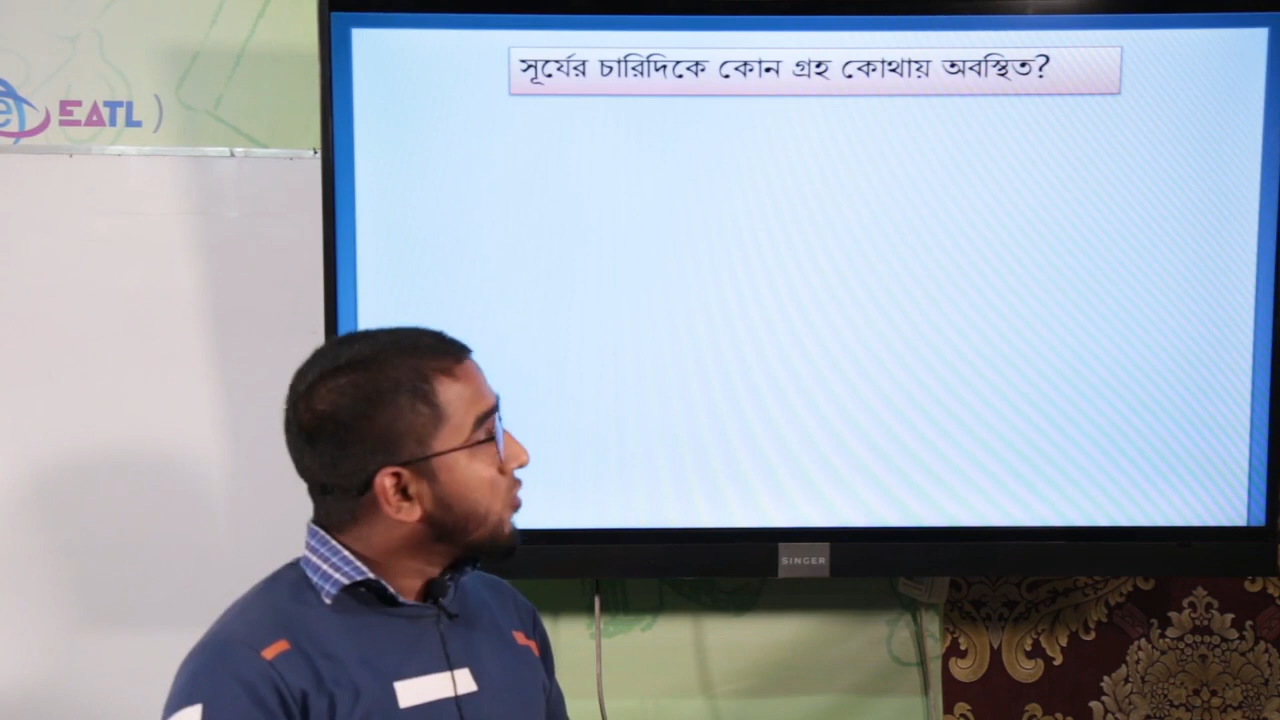 সূর্যের চারিদিকে কোন গ্রহ কোথায় অবস্থিত?
EATL )
SINGER